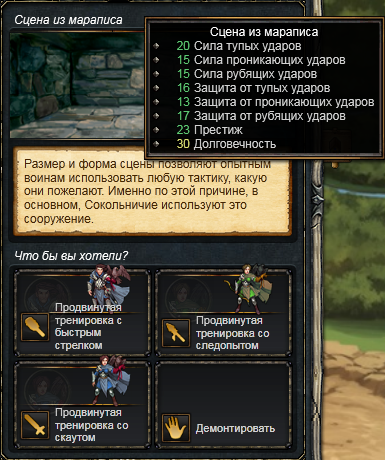 Сцена из мараписа
Сцена из мараписа
20 Сила тупых ударов
15 Сила проникающих ударов
15 Сила рубящих ударов
16 Защита от тупых ударов
13 Защита от проникающих ударов
17 Защита от рубящих ударов
23 Престиж
30 Долговечность
Размер и форма сцены позволяют опытным
воинам использовать любую тактику, какую
они пожелают. Именно по этой причине, в
основном, Сокольничие используют это
сооружение.
Что бы вы хотели?
Продвинутая
тренировка с
быстрым
стрелком
Продвинутая
тренировка со
следопытом
Продвинутая
тренировка со
скаутом
Демонтировать